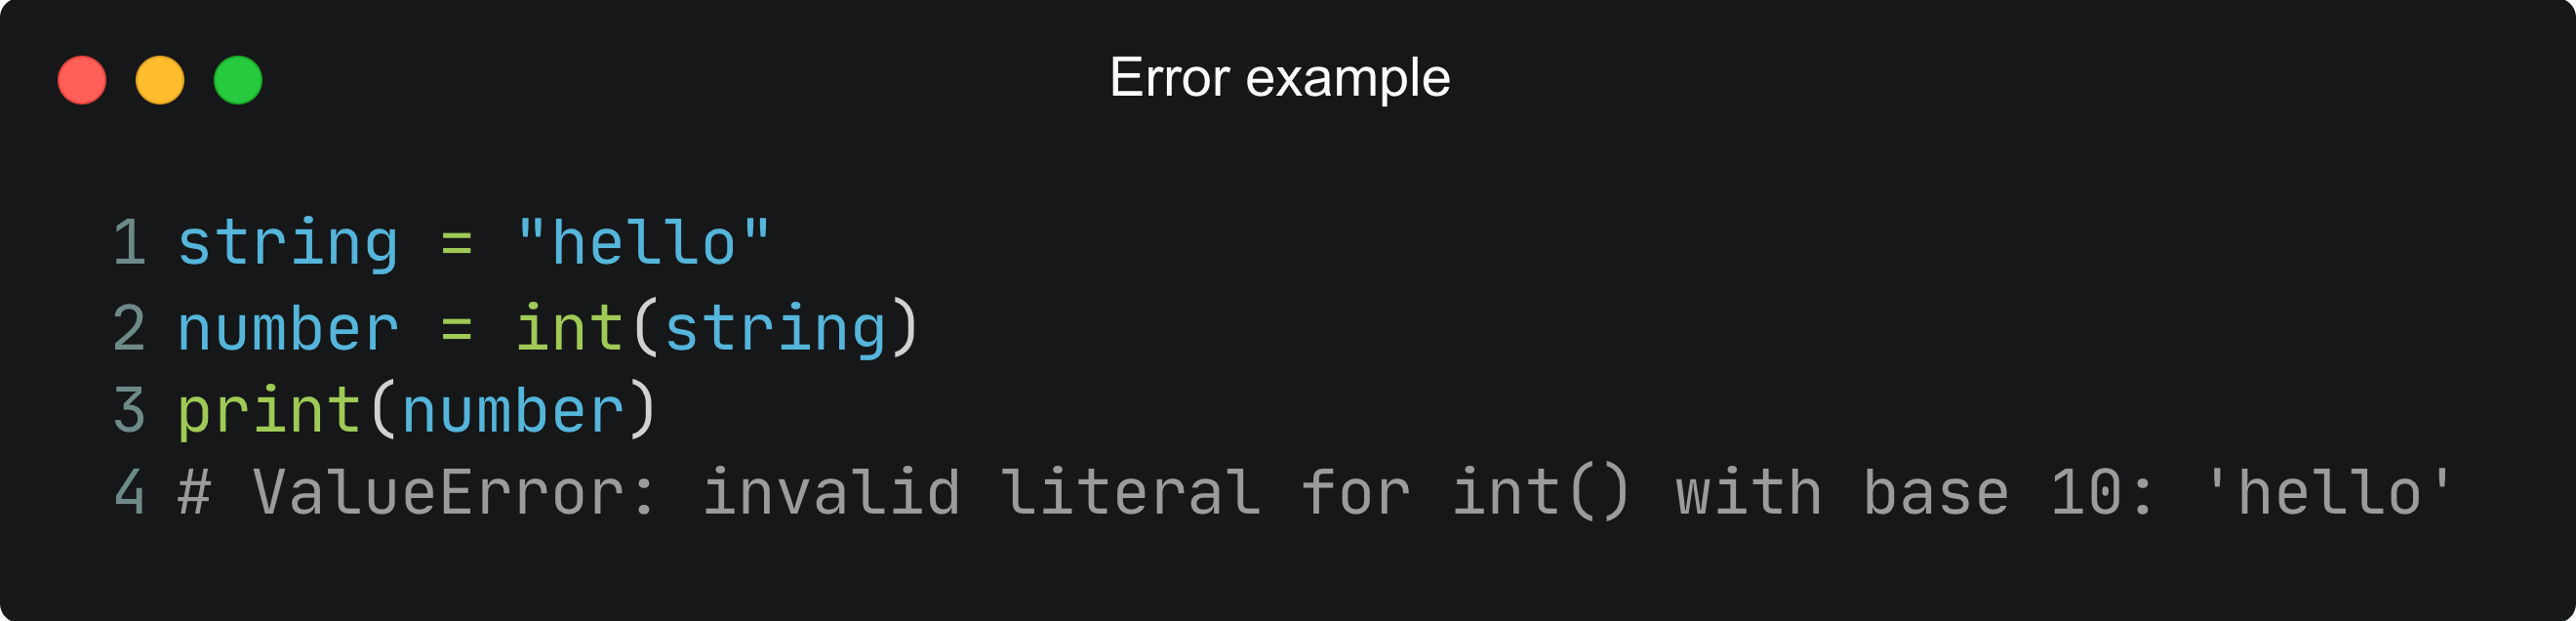 Error example
1 string = "hello"
2 number = int(string)
3 print(number)
4 # ValueError: invalid literal for int() with base 10: 'hello'